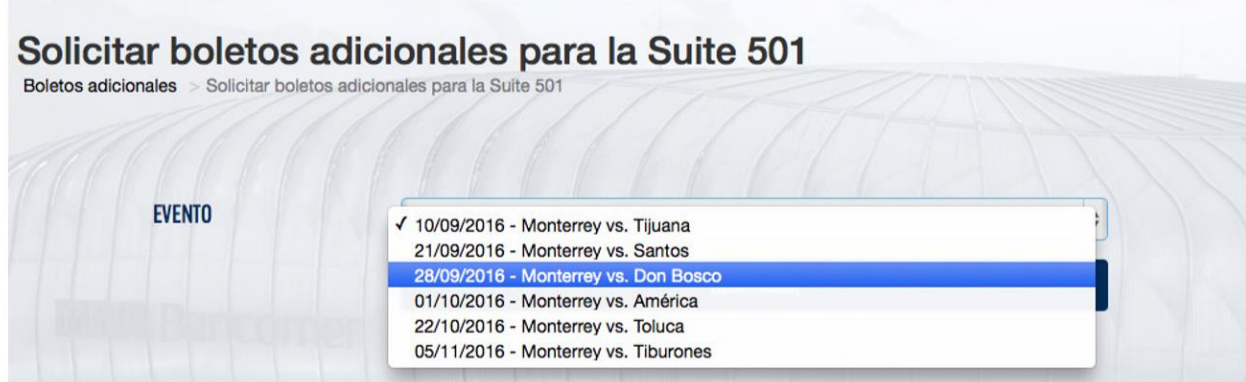 Solicitar boletos adicionales para la Suite 501
Boletos adicionales > Solicitar boletos adicionales para la Suite 501
EVENTO
✓ 10/09/2016 - Monterrey vs. Tijuana
21/09/2016 - Monterrey vs. Santos
28/09/2016 - Monterrey vs. Don Bosco
01/10/2016 - Monterrey vs. América
22/10/2016 - Monterrey vs. Toluca
05/11/2016 - Monterrey vs. Tiburones
Bancomer